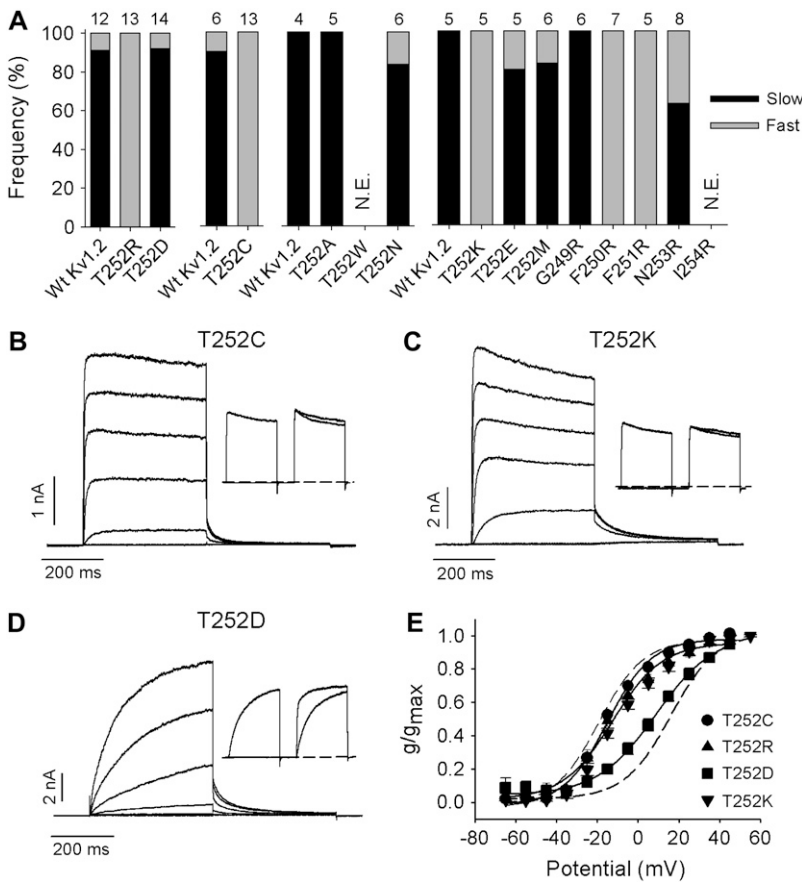 A
12 13 14 6 13 4 5 6 5 5 5 6 6 7 5 8
Frequency (%)
100
80
60
40
20
0
N.E.
N.E.
Slow
Fast
Wt Kv1.2 T252R T252D Wt Kv1.2 T252C Wt Kv1.2 T252A T252W T252N Wt Kv1.2 T252K T252E T252M G249R F250R F251R N253R I254R
B
T252C
1 nA
200 ms
C
T252K
2 nA
200 ms
D
T252D
2 nA
200 ms
E
g/gmax
1.0
0.8
0.6
0.4
0.2
0.0
T252C
T252R
T252D
T252K
-80 -60 -40 -20 0 20 40 60
Potential (mV)